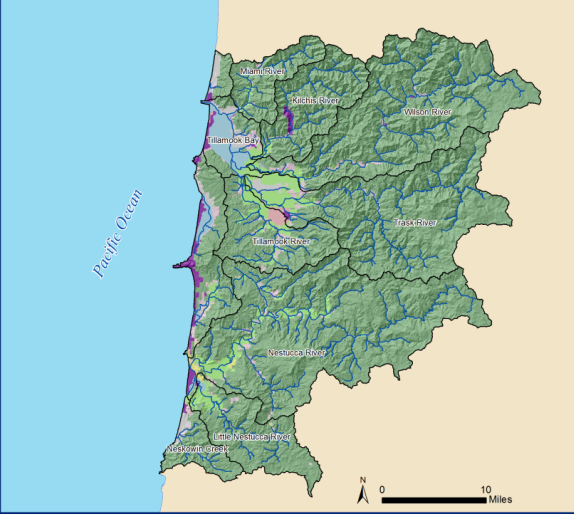 Miami River
Kilchis River
Wilson River
Tillamook Bay
Pacific Ocean
Trask River
Tillamook River
Nestucca River
Little Nestucca River
Neskowin Creek
N
0
10
Miles